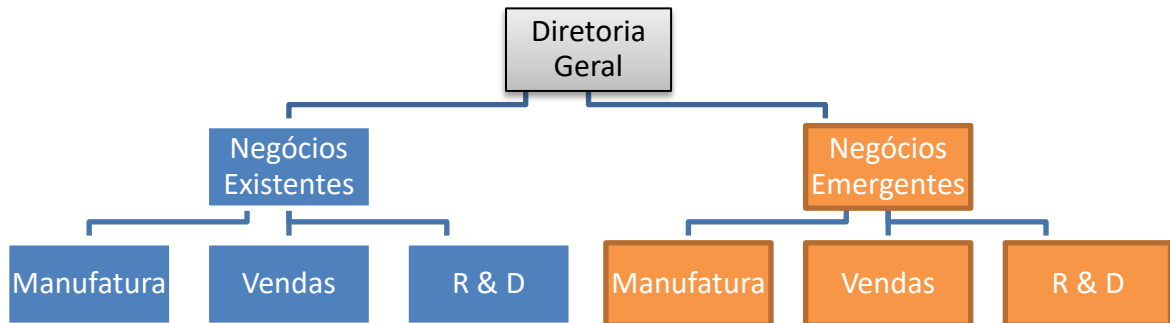 Diretoria
Geral
Negócios
Existentes
Negócios
Emergentes
Manufatura
Vendas
R & D
Manufatura
Vendas
R & D